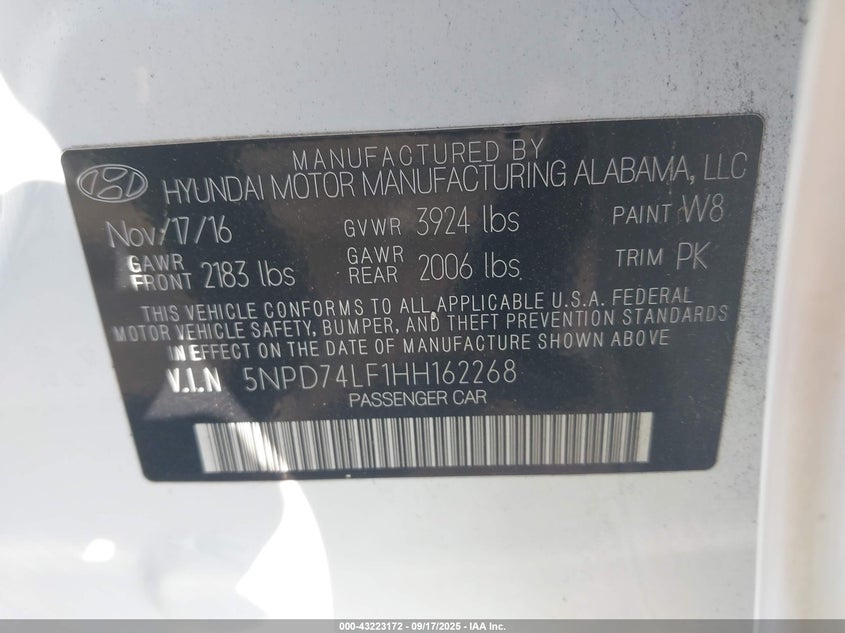 MANUFACTURED BY
HYUNDAI MOTOR MANUFACTURING ALABAMA, LLC
Nov/17/16 GVWR 3924 lbs PAINT W8
GAWR FRONT 2183 lbs GAWR REAR 2006 lbs TRIM PK
THIS VEHICLE CONFORMS TO ALL APPLICABLE U.S.A. FEDERAL
MOTOR VEHICLE SAFETY, BUMPER, AND THEFT PREVENTION STANDARDS
IN EFFECT ON THE DATE OF MANUFACTURE SHOWN ABOVE
V.I.N 5NPD74LF1HH162268
PASSENGER CAR
000-43223172 - 09/17/2025 - IAA Inc.